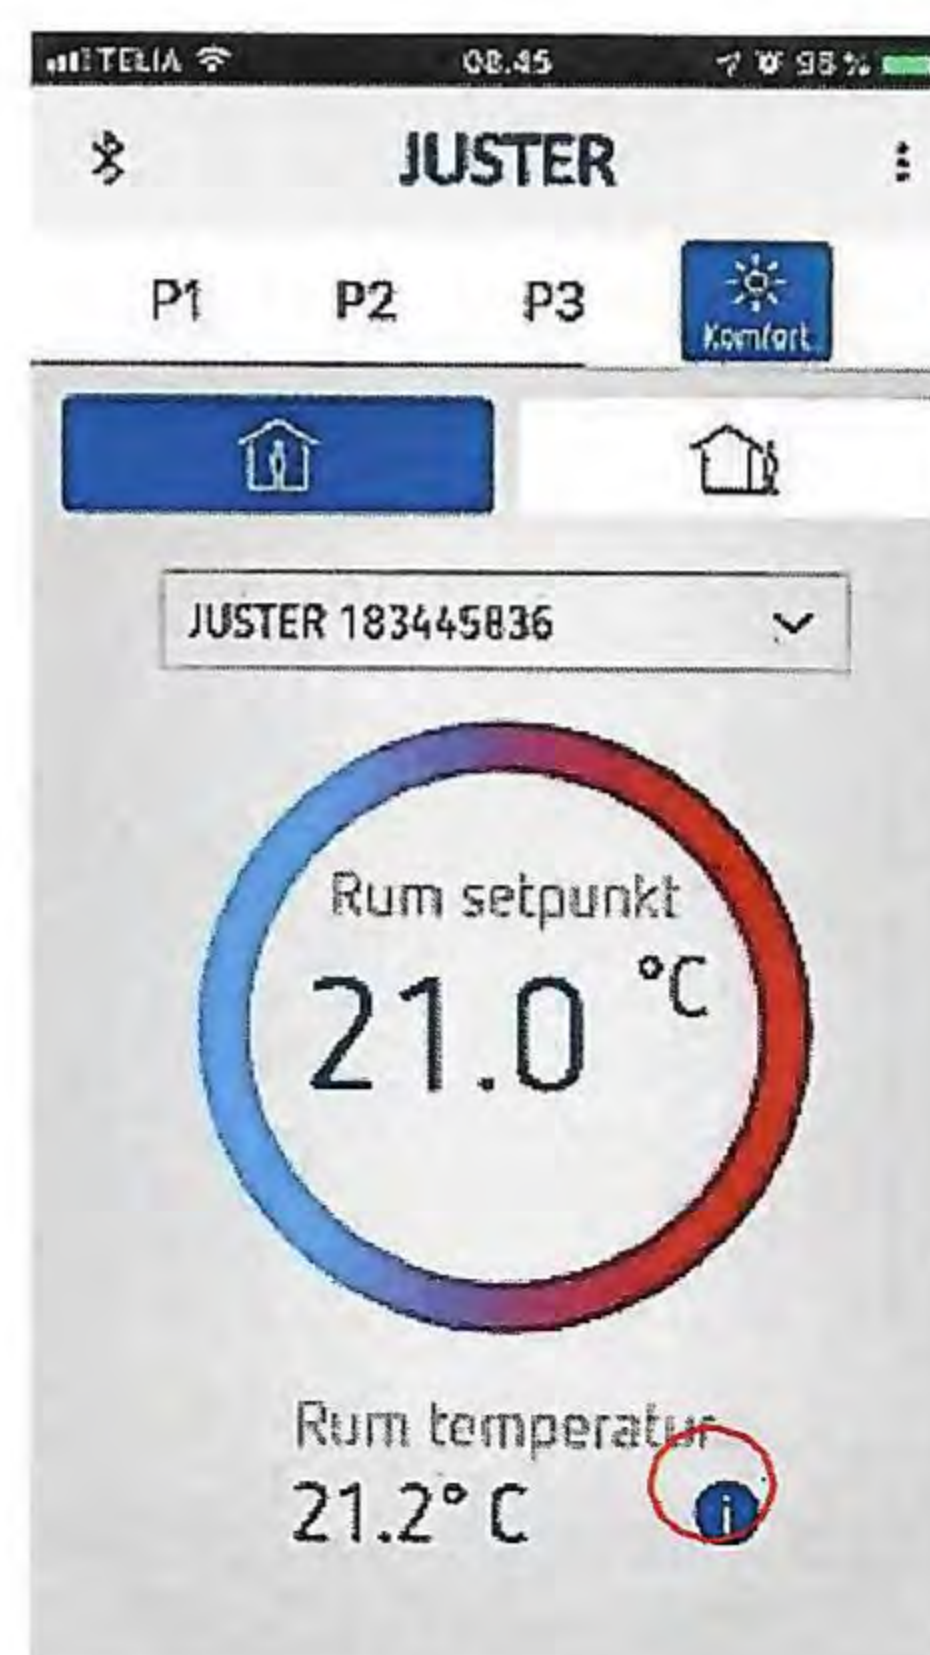 TELIA 08.45 98 %
JUSTER
P1 P2 P3 Komfort
JUSTER 183445836
Rum setpunkt
21.0 °C
Rum temperatur
21.2° C
i